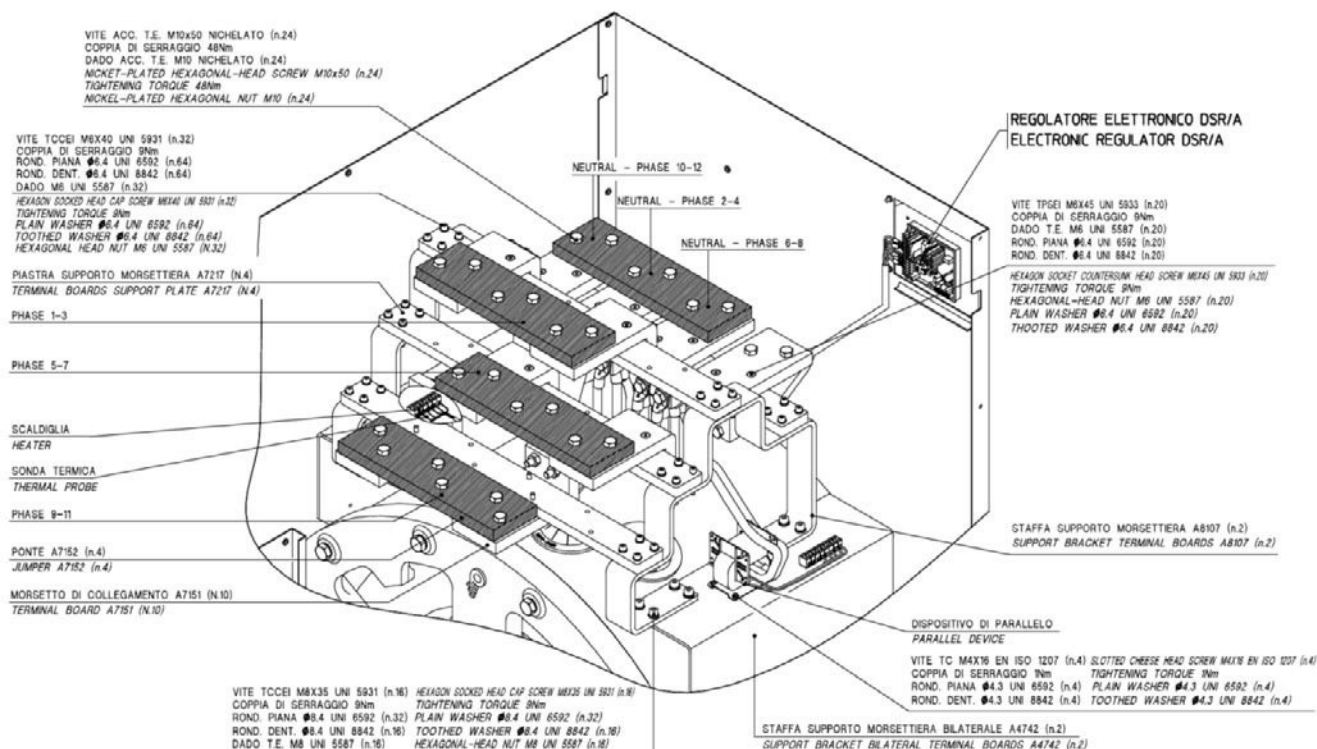 VITE ACC. T.E. M10x50 NICHELATO (n.24)
COPPIA DI SERRAGGIO 48Nm
DADO ACC. T.E. M10 NICHELATO (n.24)
NICKET-PLATED HEXAGONAL-HEAD SCREW M10x50 (n.24)
TIGHTENING TORQUE 48Nm
NICKEL-PLATED HEXAGONAL NUT M10 (n.24)
VITE TCCEI M6X40 UNI 5931 (n.32)
COPPIA DI SERRAGGIO 9Nm
ROND. PIANA ϕ6.4 UNI 6592 (n.64)
ROND. DENT. ϕ6.4 UNI 8842 (n.64)
DADO M6 UNI 5587 (n.32)
HEXAGON SOCKED HEAD CAP SCREW M6X40 UNI 5931 (n.32)
TIGHTENING TORQUE 9Nm
PLAIN WASHER ϕ6.4 UNI 6592 (n.64)
TOOTHED WASHER ϕ6.4 UNI 8842 (n.64)
HEXAGONAL HEAD NUT M6 UNI 5587 (N.32)
PIASTRA SUPPORTO MORSETTIERA A7217 (N.4)
TERMINAL BOARDS SUPPORT PLATE A7217 (N.4)
PHASE 1-3
PHASE 5-7
SCALDIGLIA
HEATER
SONDA TERMICA
THERMAL PROBE
PHASE 9-11
PONTE A7152 (n.4)
JUMPER A7152 (n.4)
MORSETTO DI COLLEGAMENTO A7151 (N.10)
TERMINAL BOARD A7151 (N.10)
NEUTRAL - PHASE 10-12
NEUTRAL - PHASE 2-4
NEUTRAL - PHASE 6-8
REGOLATORE ELETTRONICO DSR/A
ELECTRONIC REGULATOR DSR/A
VITE TPSEI M6X45 UNI 5933 (n.20)
COPPIA DI SERRAGGIO 9Nm
DADO T.E. M6 UNI 5587 (n.20)
ROND. PIANA ϕ6.4 UNI 6592 (n.20)
ROND. DENT. ϕ6.4 UNI 8842 (n.20)
HEXAGON SOCKET COUNTERSUNK HEAD SCREW M6X45 UNI 5933 (n.20)
TIGHTENING TORQUE 9Nm
HEXAGONAL-HEAD NUT M6 UNI 5587 (n.20)
PLAIN WASHER ϕ6.4 UNI 6592 (n.20)
THOOTED WASHER ϕ6.4 UNI 8842 (n.20)
STAFFA SUPPORTO MORSETTIERA A8107 (n.2)
SUPPORT BRACKET TERMINAL BOARDS A8107 (n.2)
DISPOSITIVO DI PARALLELO
PARALLEL DEVICE
VITE TC M4X16 EN ISO 1207 (n.4) SLOTTED CHEESE HEAD SCREW M4X16 EN ISO 1207 (n.4)
COPPIA DI SERRAGGIO 1Nm TIGHTENING TORQUE 1Nm
ROND. PIANA ϕ4.3 UNI 6592 (n.4) PLAIN WASHER ϕ4.3 UNI 6592 (n.4)
ROND. DENT. ϕ4.3 UNI 8842 (n.4) TOOTHED WASHER ϕ4.3 UNI 8842 (n.4)
VITE TCCEI M8X35 UNI 5931 (n.16) HEXAGON SOCKED HEAD CAP SCREW M8X35 UNI 5931 (n.16)
COPPIA DI SERRAGGIO 9Nm TIGHTENING TORQUE 9Nm
ROND. PIANA ϕ8.4 UNI 6592 (n.32) PLAIN WASHER ϕ8.4 UNI 6592 (n.32)
ROND. DENT. ϕ8.4 UNI 8842 (n.16) TOOTHED WASHER ϕ8.4 UNI 8842 (n.16)
DADO T.E. M8 UNI 5587 (n.16) HEXAGONAL-HEAD NUT M8 UNI 5587 (n.16)
STAFFA SUPPORTO MORSETTIERA BILATERALE A4742 (n.2)
SUPPORT BRACKET BILATERAL TERMINAL BOARDS A4742 (n.2)